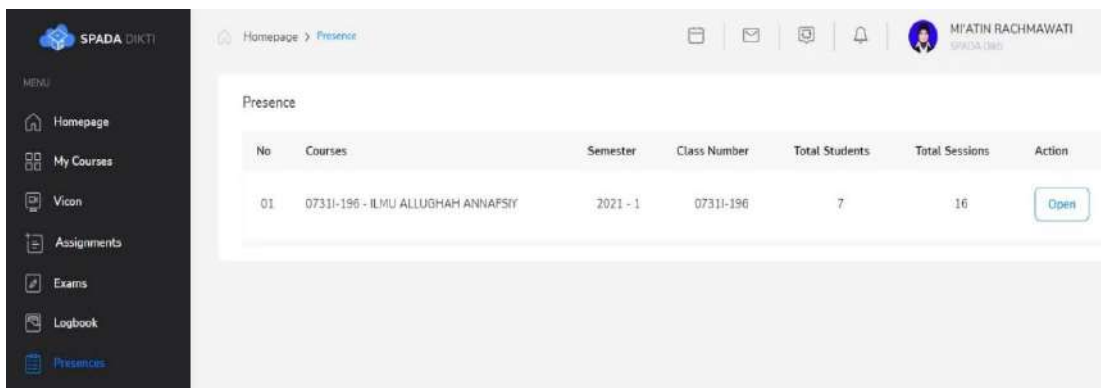 SPADA DIKTI
Homepage > Presence
MI'ATIN RACHMAWATI
SPADA Dikti
MENU
Homepage
My Courses
Vicon
Assignments
Exams
Logbook
Presences
Presence
No Courses Semester Class Number Total Students Total Sessions Action
01 0731I-196 - ILMU ALLUGHAH ANNAFSIY 2021 - 1 0731I-196 7 16 Open